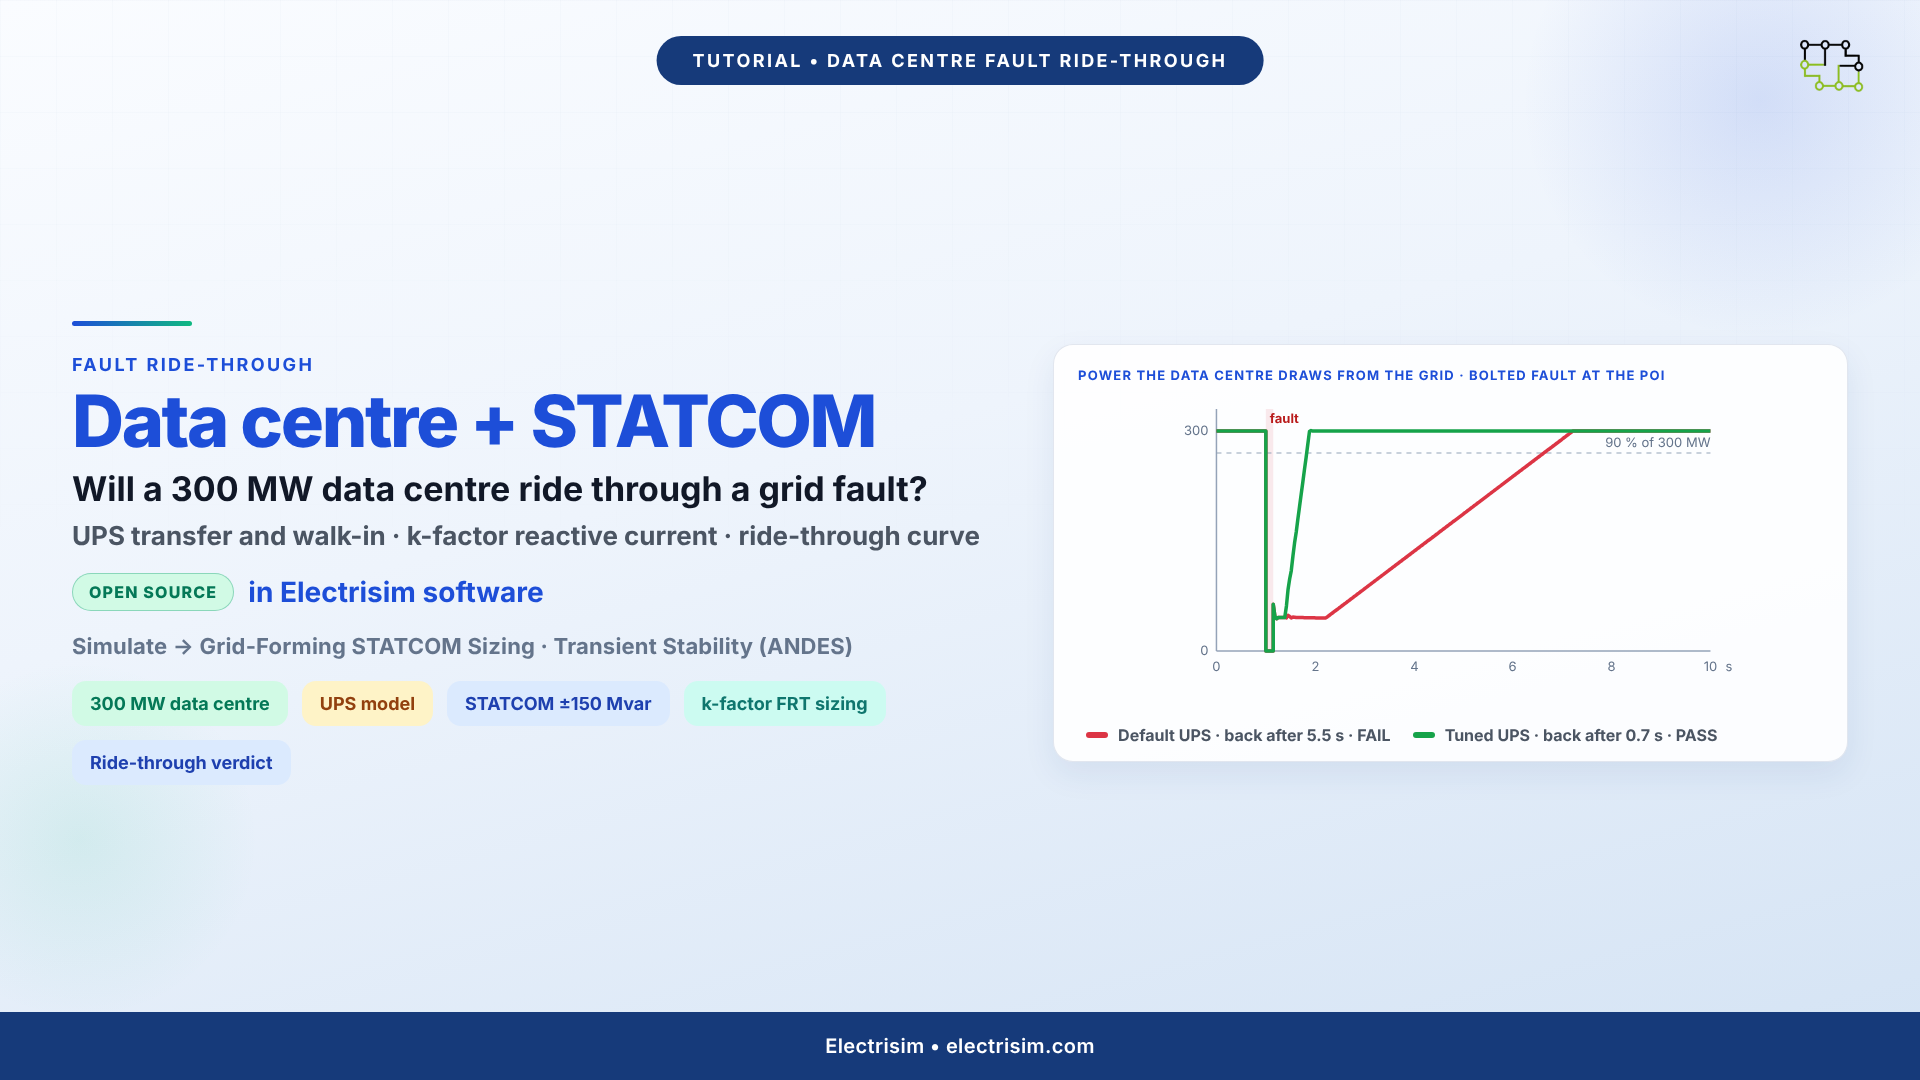 TUTORIAL • DATA CENTRE FAULT RIDE-THROUGH
FAULT RIDE-THROUGH
Data centre + STATCOM
Will a 300 MW data centre ride through a grid fault?
UPS transfer and walk-in · k-factor reactive current · ride-through curve
OPEN SOURCE in Electrisim software
Simulate → Grid-Forming STATCOM Sizing · Transient Stability (ANDES)
300 MW data centre UPS model STATCOM ±150 Mvar k-factor FRT sizing
Ride-through verdict
POWER THE DATA CENTRE DRAWS FROM THE GRID · BOLTED FAULT AT THE POI
fault
300
90 % of 300 MW
0
0 2 4 6 8 10 s
Default UPS · back after 5.5 s · FAIL Tuned UPS · back after 0.7 s · PASS
Electrisim • electrisim.com